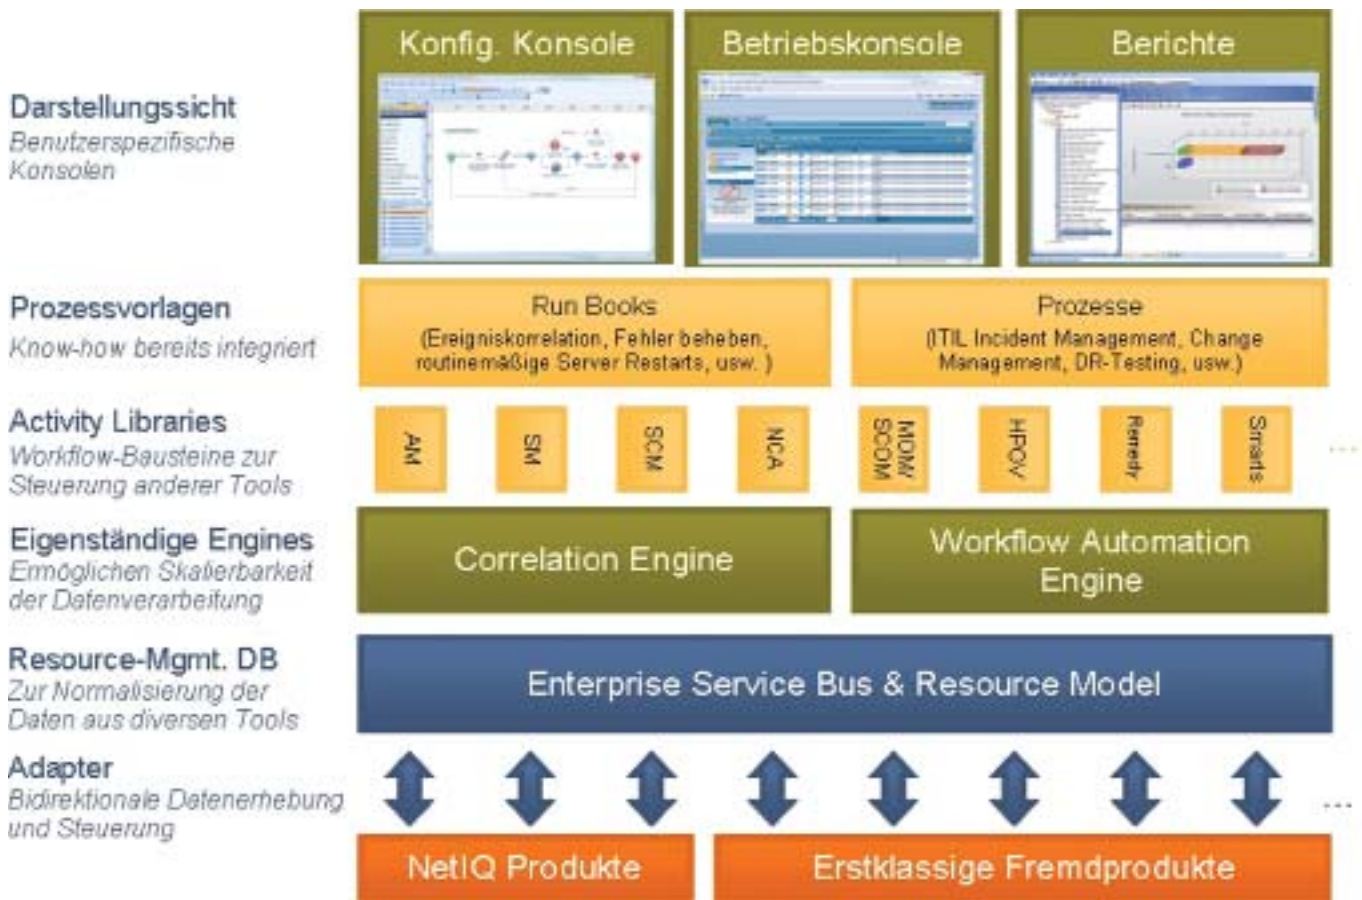 Konfig. Konsole
Betriebskonsole
Berichte
Darstellungssicht
Benutzerspezifische
Konsolen
Prozessvorlagen
Know-how bereits integriert
Run Books
(Ereigniskorrelation, Fehler beheben,
routinemäßige Server Restarts, usw. )
Prozesse
(ITIL Incident Management, Change
Management, DR-Testing, usw.)
Activity Libraries
Workflow-Bausteine zur
Steuerung anderer Tools
AM
SM
SCM
NCA
MOM/
SCOM
HPOV
Remedy
Smarts
...
Eigenständige Engines
Ermöglichen Skalierbarkeit
der Datenverarbeitung
Correlation Engine
Workflow Automation
Engine
Resource-Mgmt. DB
Zur Normalisierung der
Daten aus diversen Tools
Enterprise Service Bus & Resource Model
Adapter
Bidirektionale Datenerhebung
und Steuerung
...
NetIQ Produkte
Erstklassige Fremdprodukte